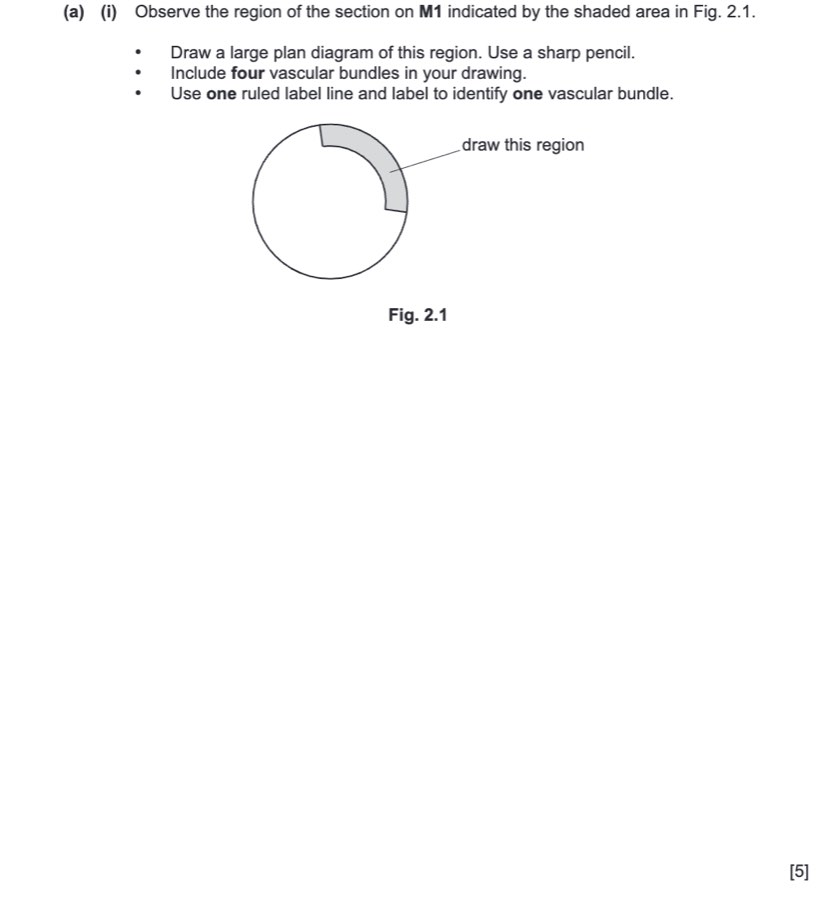 (a) (i) Observe the region of the section on M1 indicated by the shaded area in Fig. 2.1.
• Draw a large plan diagram of this region. Use a sharp pencil.
• Include four vascular bundles in your drawing.
• Use one ruled label line and label to identify one vascular bundle.
draw this region
Fig. 2.1
[5]